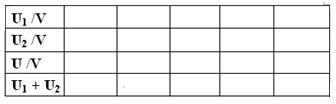 U₁ /V
U₂ /V
U /V
U₁ + U₂